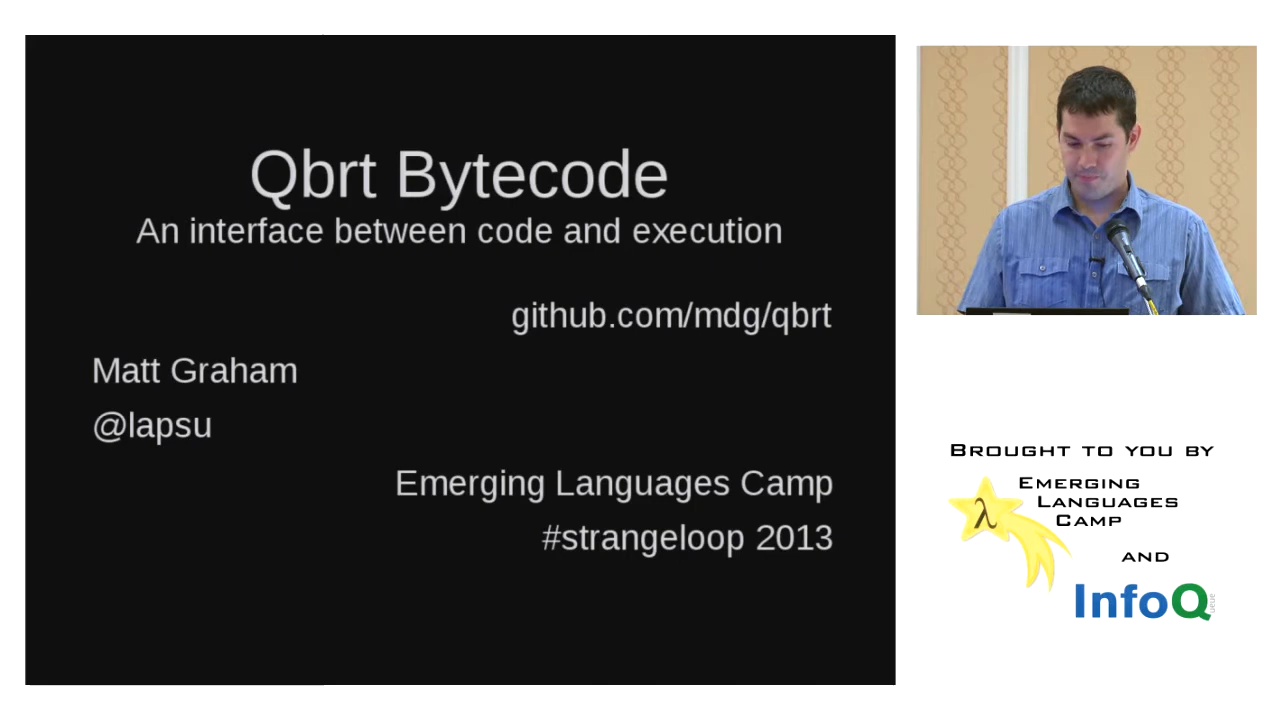 Qbrt Bytecode
An interface between code and execution
github.com/mdg/qbrt
Matt Graham
@lapsu
Emerging Languages Camp
#strangeloop 2013
BROUGHT TO YOU BY
EMERGING
LANGUAGES
CAMP
λ
AND
InfoQ
ueue